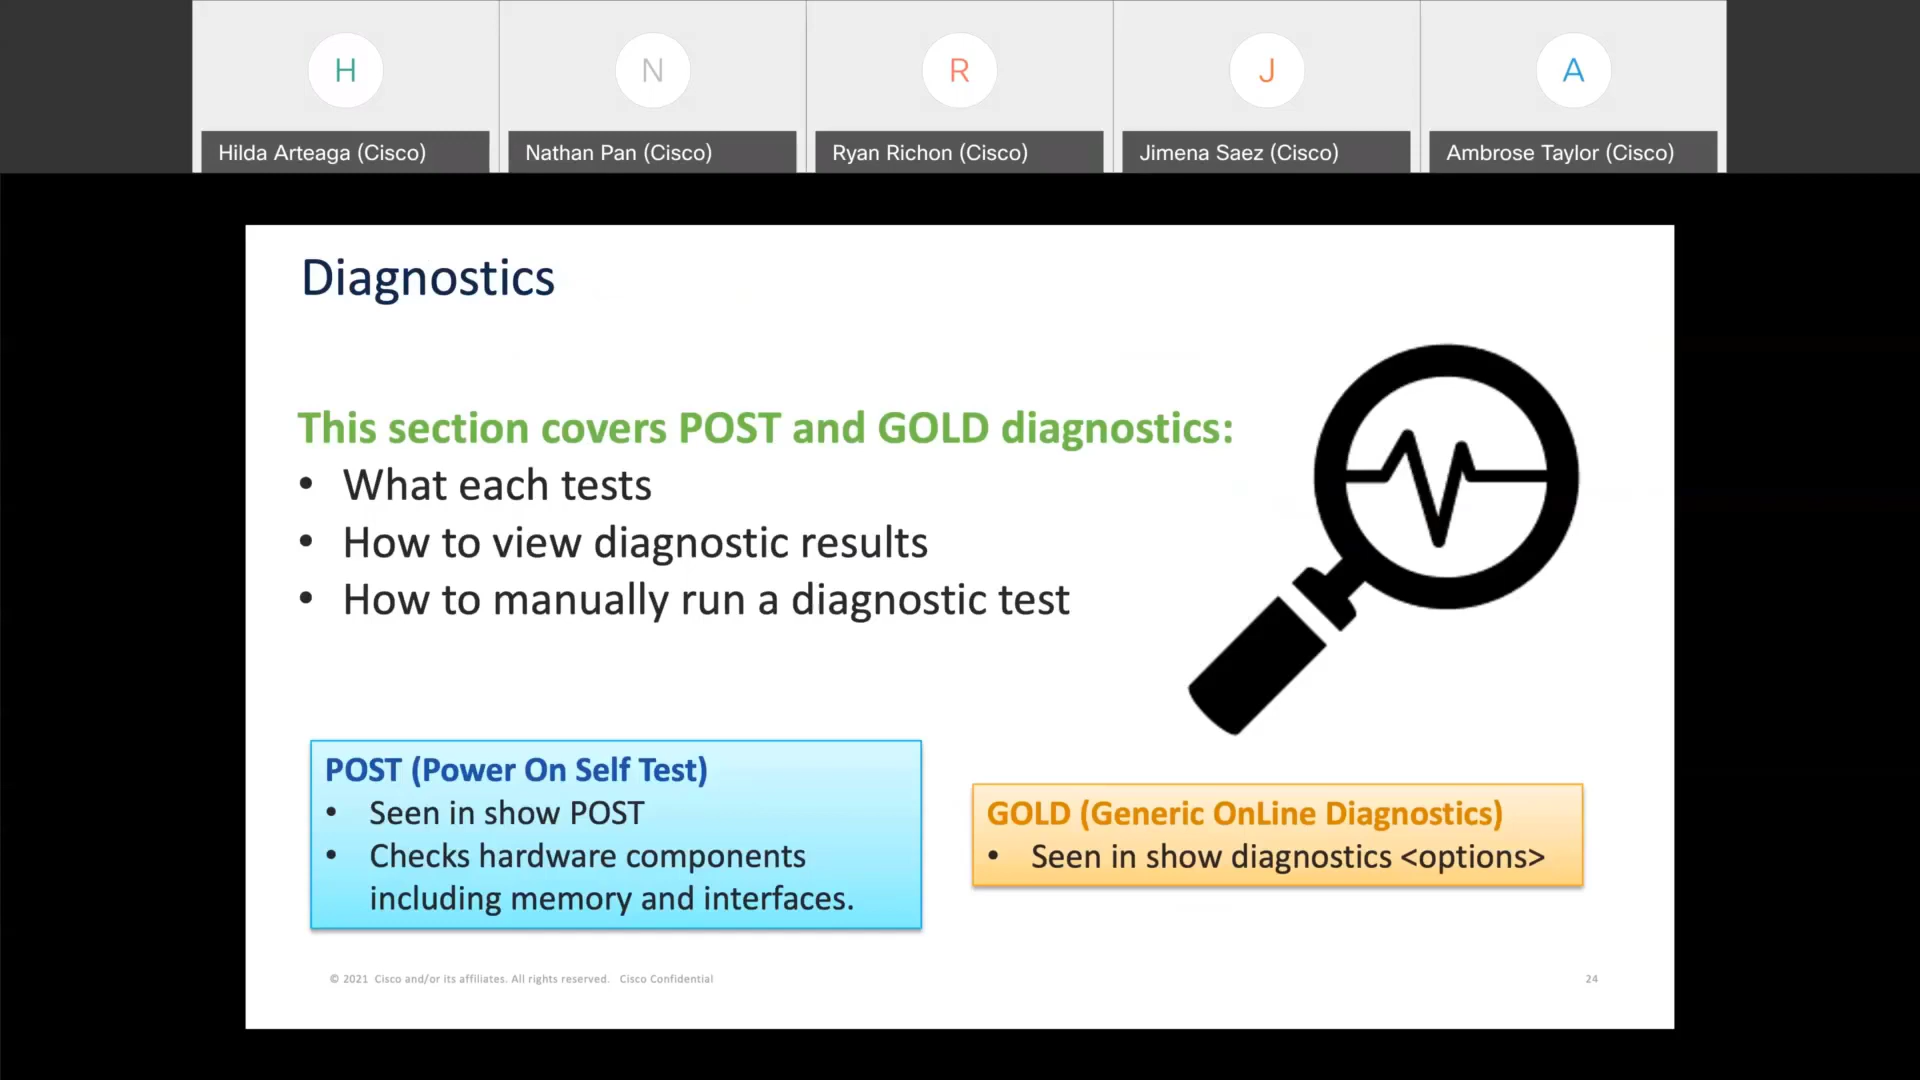 H
N
R
J
A
Hilda Arteaga (Cisco)
Nathan Pan (Cisco)
Ryan Richon (Cisco)
Jimena Saez (Cisco)
Ambrose Taylor (Cisco)
Diagnostics
This section covers POST and GOLD diagnostics:
• What each tests
• How to view diagnostic results
• How to manually run a diagnostic test
POST (Power On Self Test)
• Seen in show POST
• Checks hardware components
including memory and interfaces.
GOLD (Generic OnLine Diagnostics)
• Seen in show diagnostics <options>
© 2021 Cisco and/or its affiliates. All rights reserved. Cisco Confidential
24